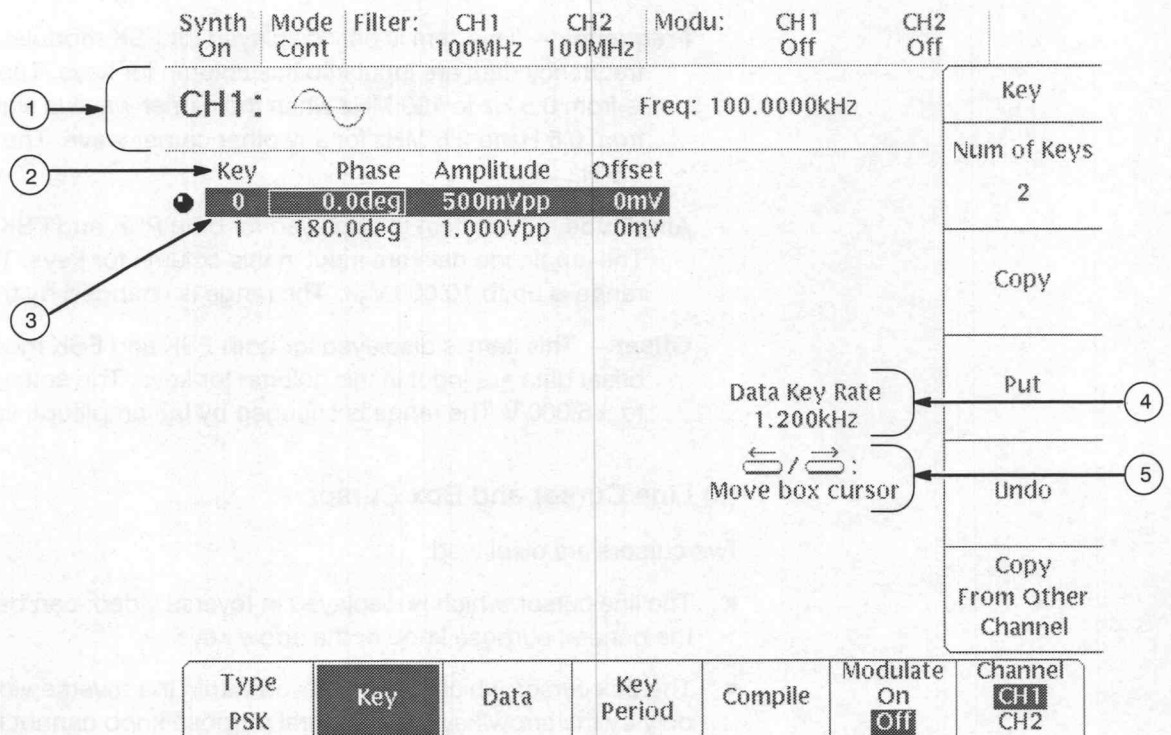 Synth On
Mode Cont
Filter: CH1 100MHz CH2 100MHz
Modu: CH1 Off CH2 Off
CH1:
Freq: 100.0000kHz
Key Phase Amplitude Offset
0 0.0deg 500mVpp 0mV
1 180.0deg 1.000Vpp 0mV
1
2
3
Data Key Rate
1.200kHz
← / → :
Move box cursor
4
5
Key
Num of Keys
2
Copy
Put
Undo
Copy
From Other
Channel
Type
PSK
Key
Data
Key
Period
Compile
Modulate
On
Off
Channel
CH1
CH2